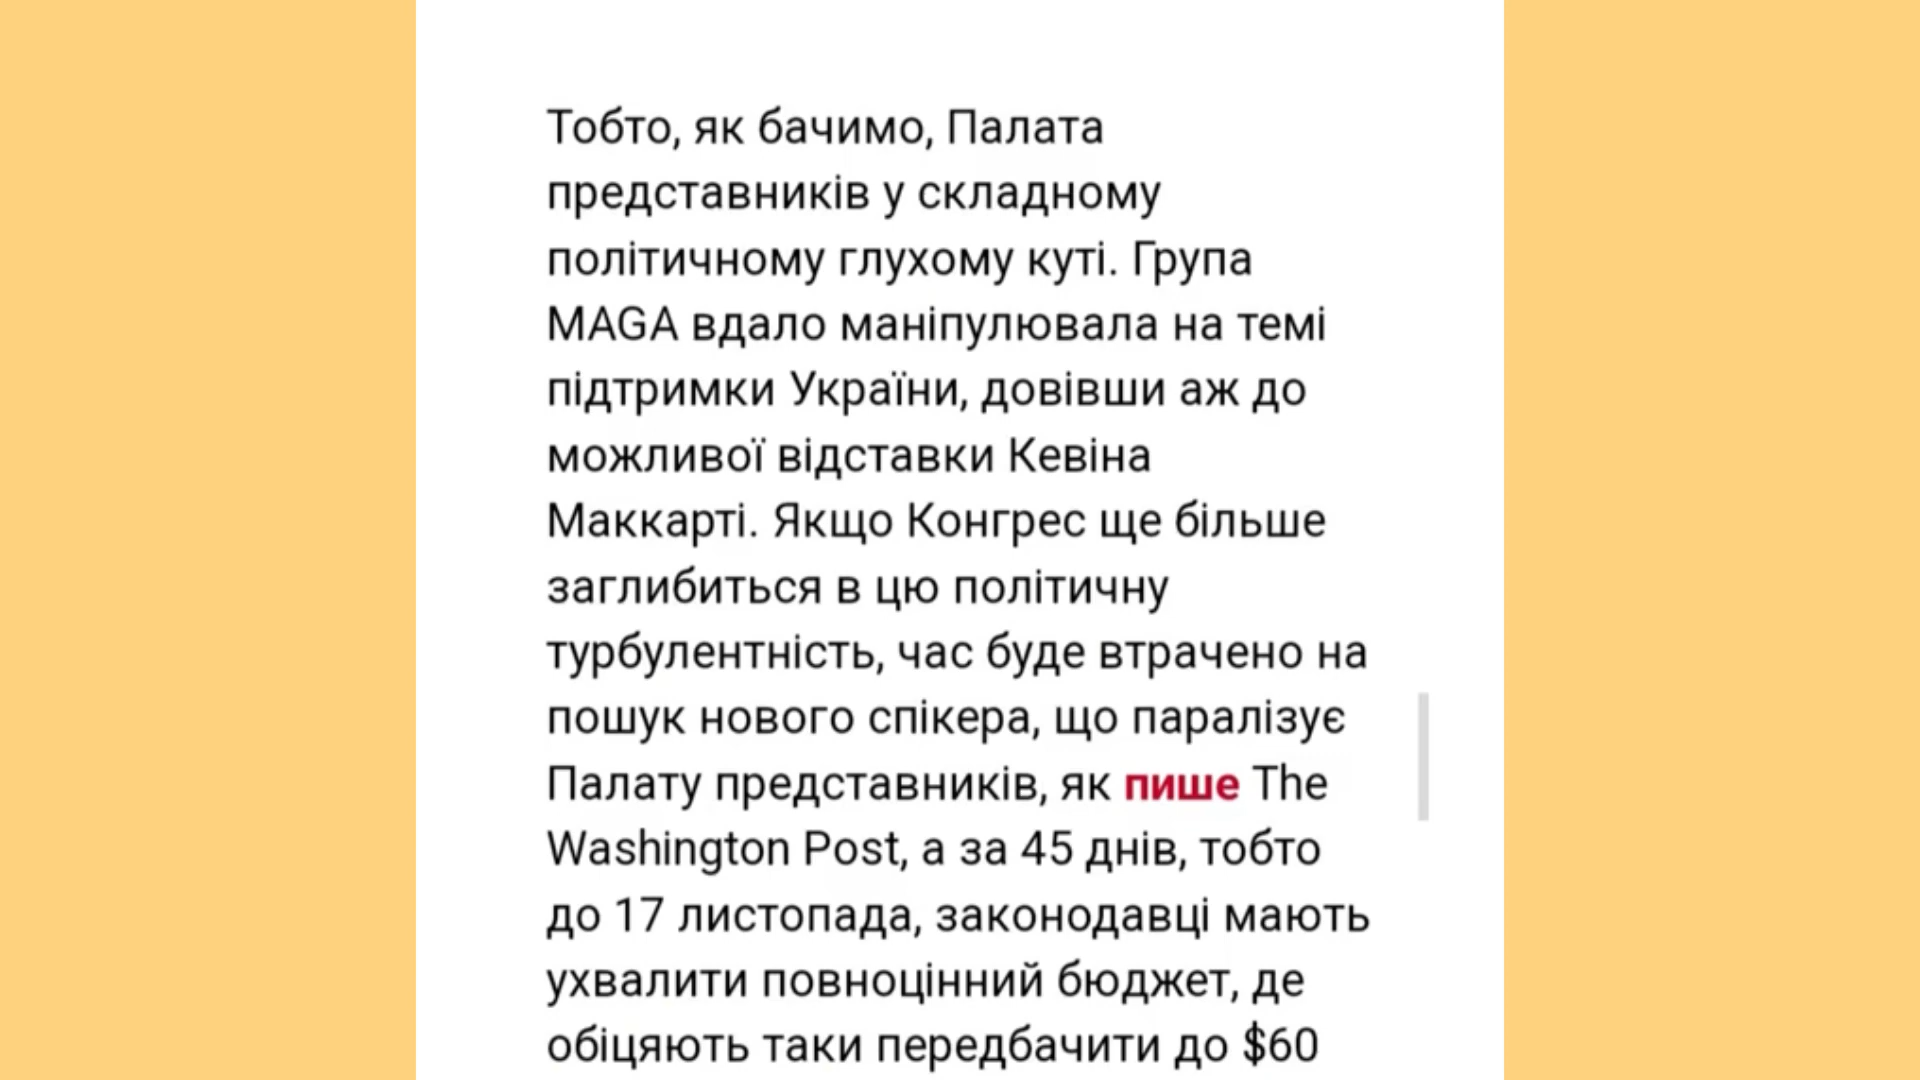 Тобто, як бачимо, Палата
представників у складному
політичному глухому куті. Група
MAGA вдало маніпулювала на темі
підтримки України, довівши аж до
можливої відставки Кевіна
Маккарті. Якщо Конгрес ще більше
заглибиться в цю політичну
турбулентність, час буде втрачено на
пошук нового спікера, що паралізує
Палату представників, як пише The
Washington Post, а за 45 днів, тобто
до 17 листопада, законодавці мають
ухвалити повноцінний бюджет, де
обіцяють таки передбачити до $60